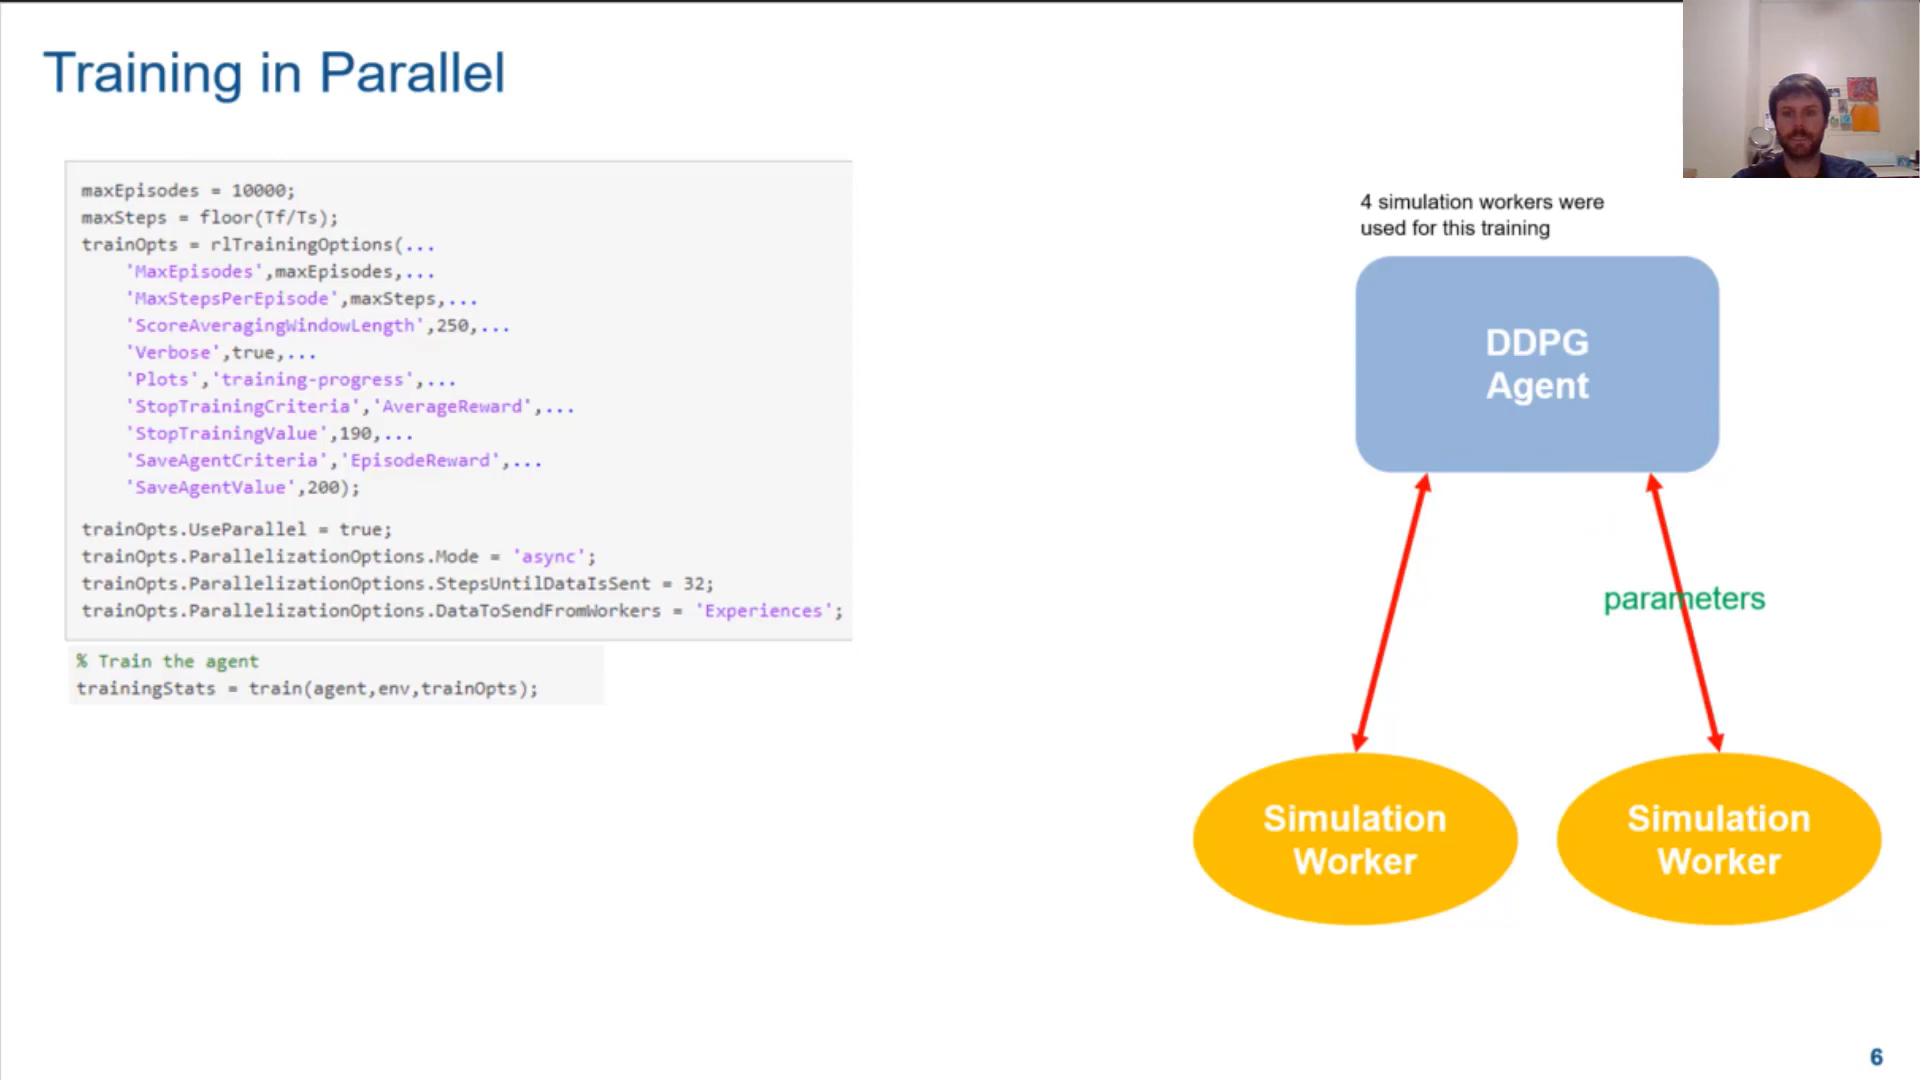 Training in Parallel
maxEpisodes = 10000;
maxSteps = floor(Tf/Ts);
trainOpts = rlTrainingOptions(...
'MaxEpisodes',maxEpisodes,...
'MaxStepsPerEpisode',maxSteps,...
'ScoreAveragingWindowLength',250,...
'Verbose',true,...
'Plots','training-progress',...
'StopTrainingCriteria','AverageReward',...
'StopTrainingValue',190,...
'SaveAgentCriteria','EpisodeReward',...
'SaveAgentValue',200);
trainOpts.UseParallel = true;
trainOpts.ParallelizationOptions.Mode = 'async';
trainOpts.ParallelizationOptions.StepsUntilDataIsSent = 32;
trainOpts.ParallelizationOptions.DataToSendFromWorkers = 'Experiences';
% Train the agent
trainingStats = train(agent,env,trainOpts);
4 simulation workers were
used for this training
DDPG
Agent
parameters
Simulation
Worker
Simulation
Worker
6